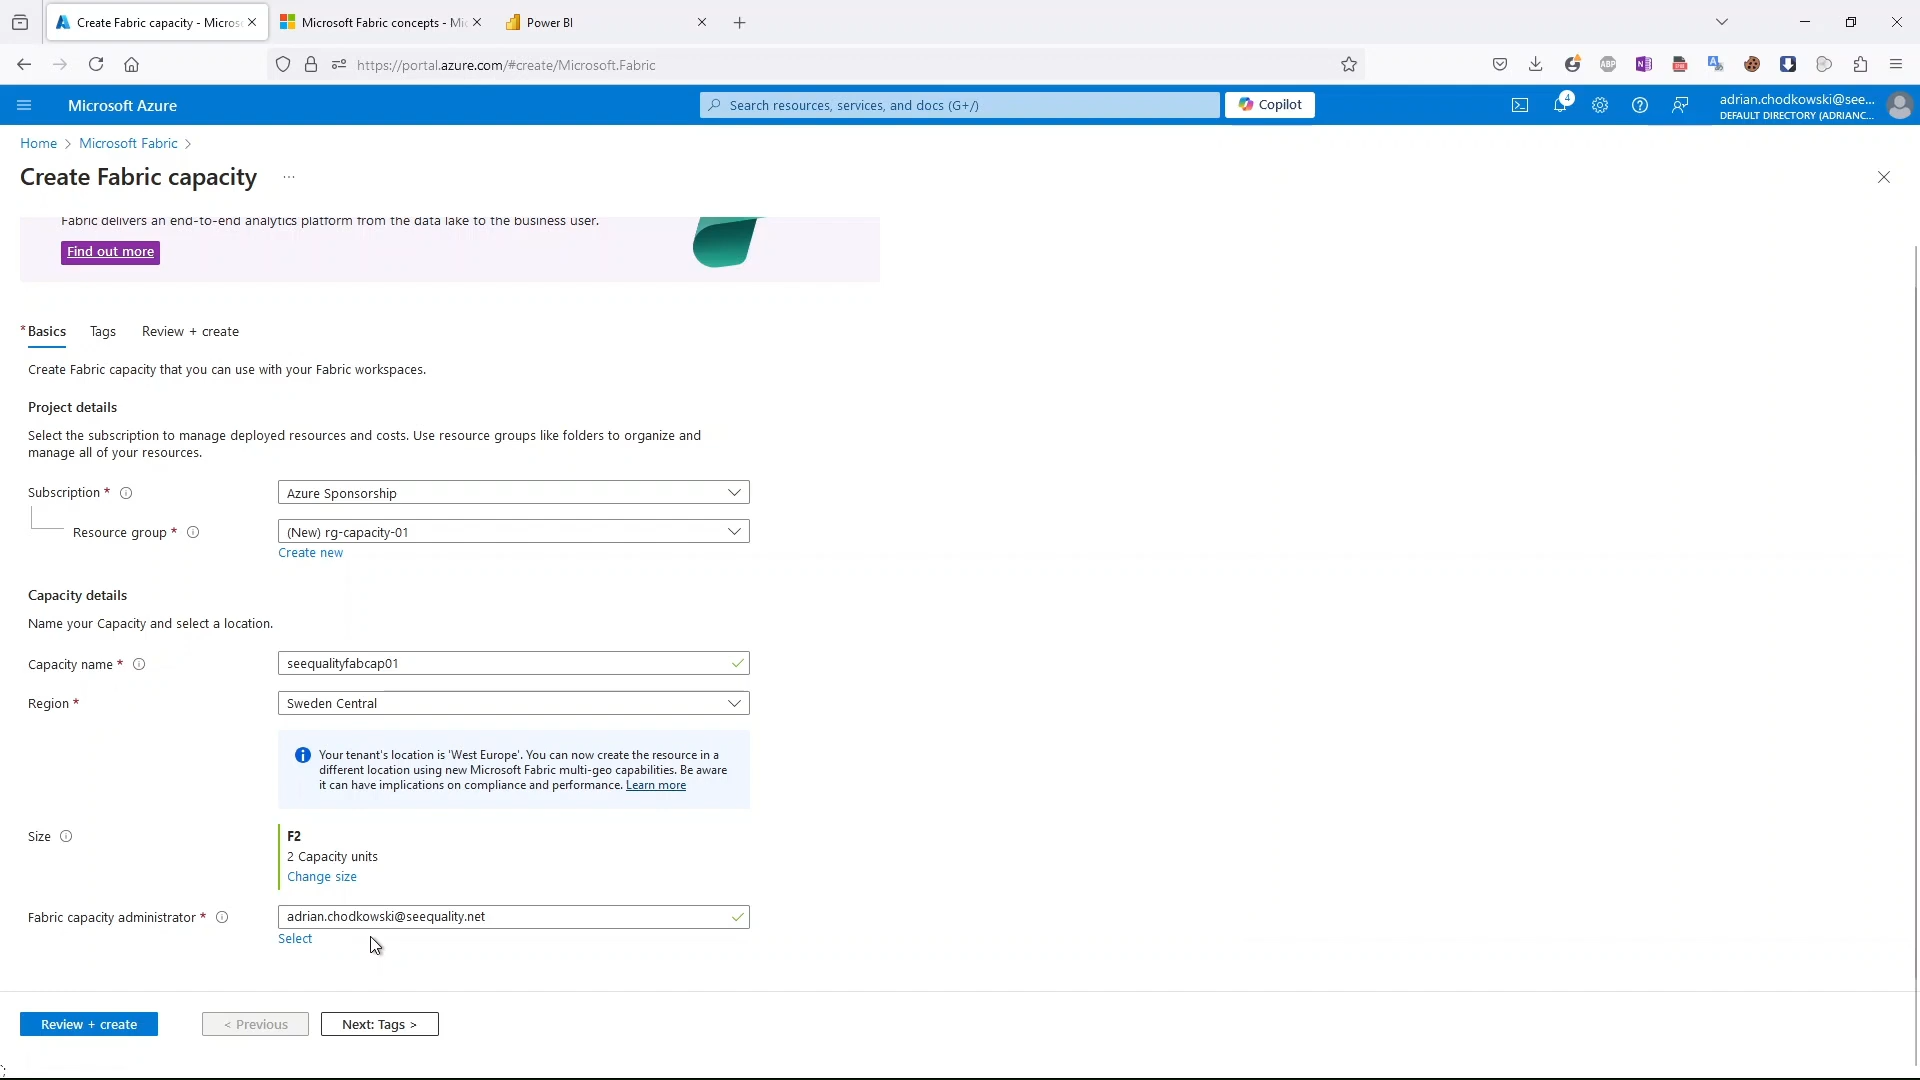 Create Fabric capacity - Micros
Microsoft Fabric concepts - Mi
Power BI
https://portal.azure.com/#create/Microsoft.Fabric
Microsoft Azure
Search resources, services, and docs (G+/)
Copilot
4
adrian.chodkowski@see...
DEFAULT DIRECTORY (ADRIANC...
Home > Microsoft Fabric >
Create Fabric capacity ...
Fabric delivers an end-to-end analytics platform from the data lake to the business user.
Find out more
* Basics Tags Review + create
Create Fabric capacity that you can use with your Fabric workspaces.
Project details
Select the subscription to manage deployed resources and costs. Use resource groups like folders to organize and
manage all of your resources.
Subscription * Azure Sponsorship
Resource group * (New) rg-capacity-01
Create new
Capacity details
Name your Capacity and select a location.
Capacity name * seequalityfabcap01
Region * Sweden Central
Your tenant's location is 'West Europe'. You can now create the resource in a
different location using new Microsoft Fabric multi-geo capabilities. Be aware
it can have implications on compliance and performance. Learn more
Size F2
2 Capacity units
Change size
Fabric capacity administrator * adrian.chodkowski@seequality.net
Select
Review + create < Previous Next: Tags >